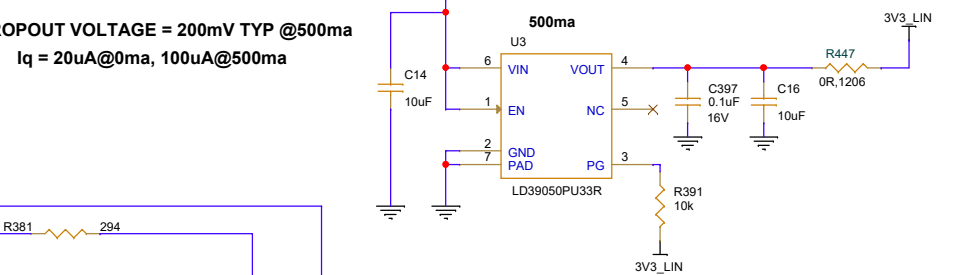 OPOUT VOLTAGE = 200mV TYP @500ma
Iq = 20uA@0ma, 100uA@500ma
500ma
U3
3V3_LIN
R447
0R,1206
6 VIN VOUT 4
C14
10uF
C397
0.1uF
16V
C16
10uF
1 EN NC 5
2 GND
7 PAD PG 3
LD39050PU33R
R391
10k
3V3_LIN
R381 294